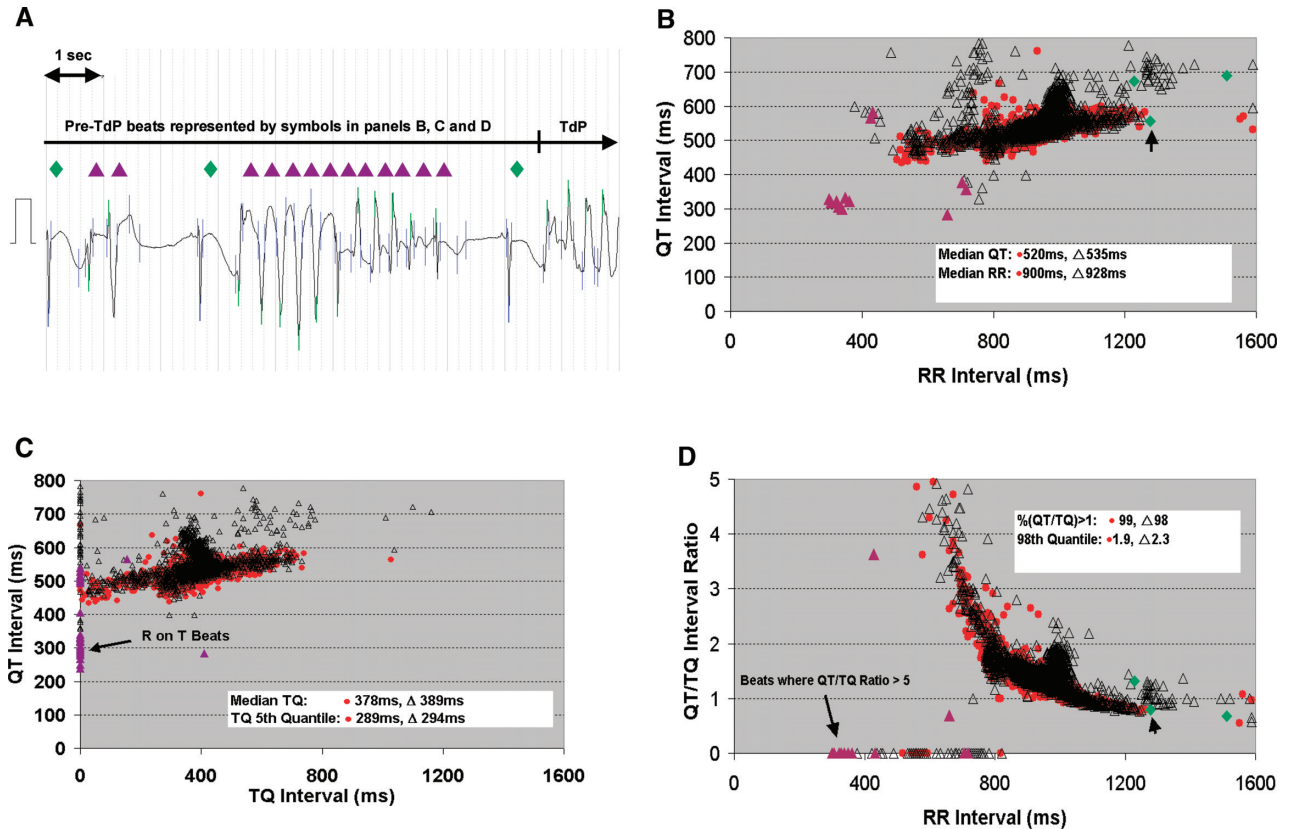 A
1 sec
Pre-TdP beats represented by symbols in panels B, C and D
TdP
B
QT Interval (ms)
800
700
600
500
400
300
200
100
0
Median QT: 520ms, Δ 535ms
Median RR: 900ms, Δ 928ms
0 400 800 1200 1600
RR Interval (ms)
C
QT Interval (ms)
800
700
600
500
400
300
200
100
0
R on T Beats
Median TQ: 378ms, Δ 389ms
TQ 5th Quantile: 289ms, Δ 294ms
0 400 800 1200 1600
TQ Interval (ms)
D
QT/TQ Interval Ratio
5
4
3
2
1
0
%(QT/TQ)>1: 99, Δ 98
98th Quantile: 1.9, Δ 2.3
Beats where QT/TQ Ratio > 5
0 400 800 1200 1600
RR Interval (ms)